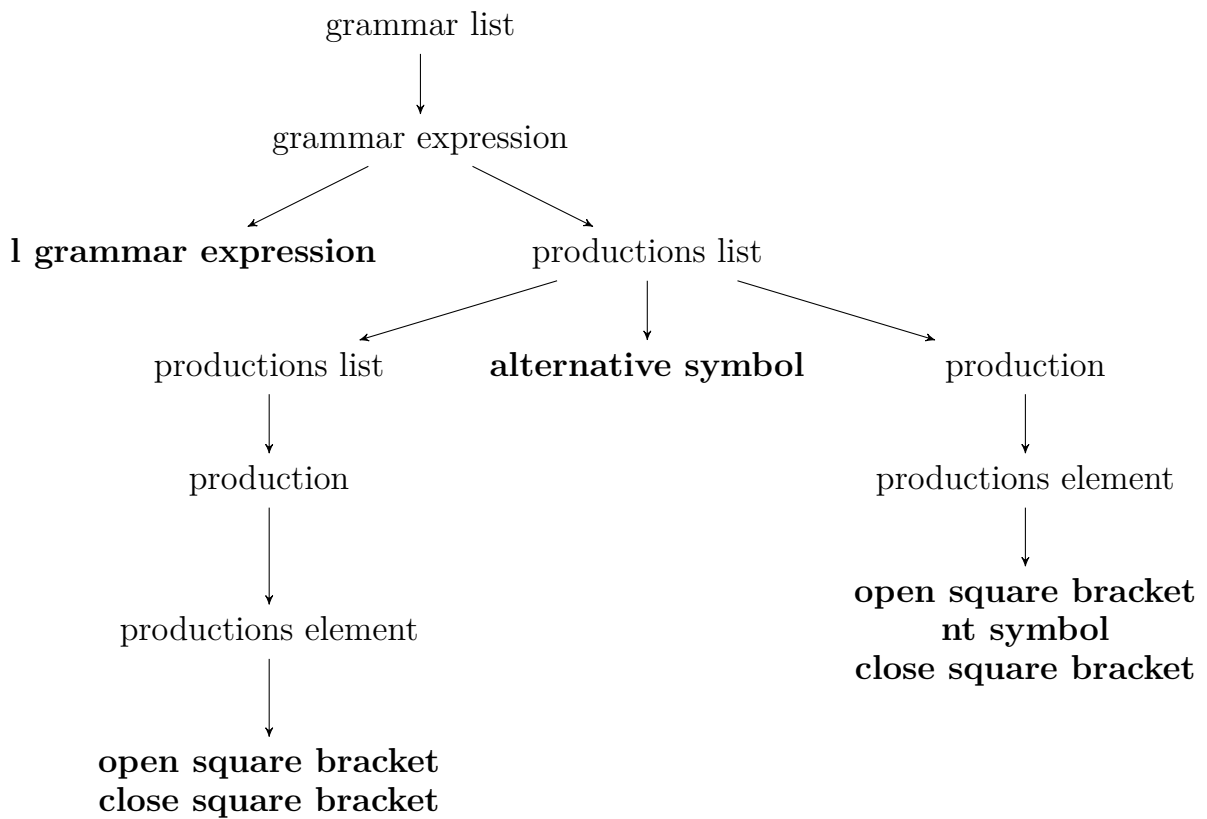 grammar list
grammar expression
l grammar expression
productions list
productions list
alternative symbol
production
production
productions element
open square bracket
nt symbol
close square bracket
productions element
open square bracket
close square bracket